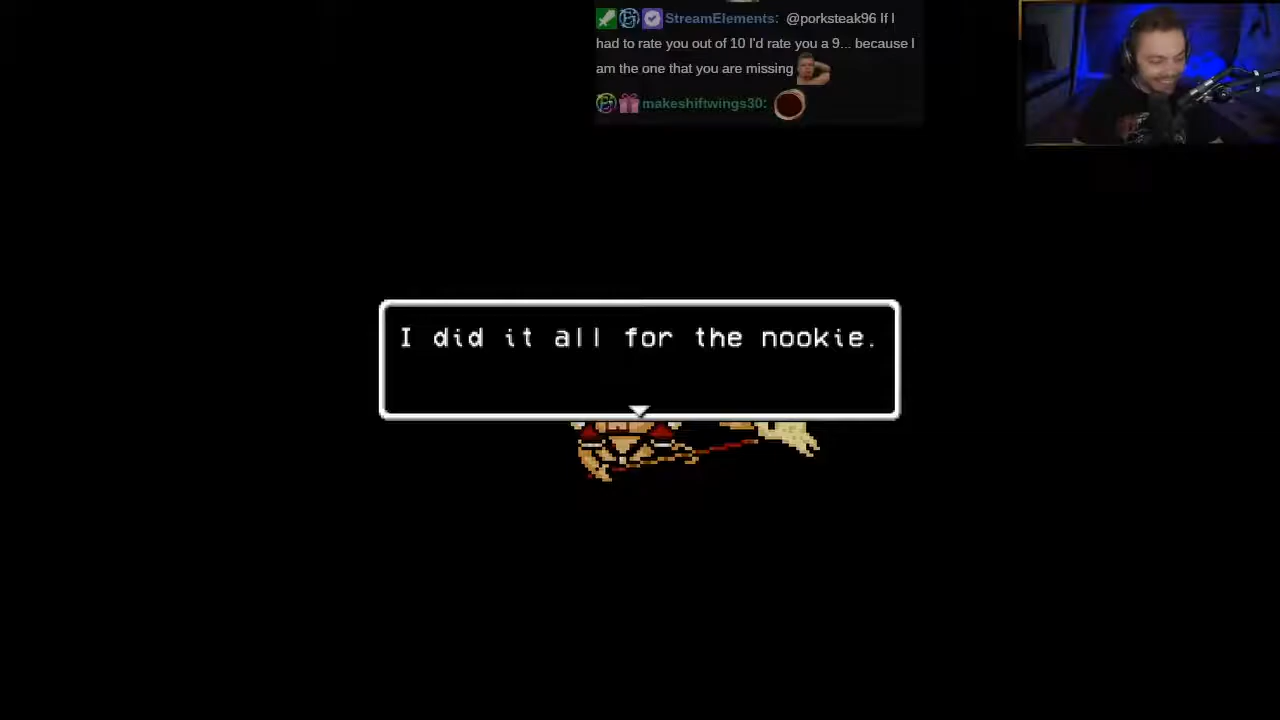 StreamElements: @porksteak96 If I
had to rate you out of 10 I'd rate you a 9... because I
am the one that you are missing
makeshiftwings30:
I did it all for the nookie.